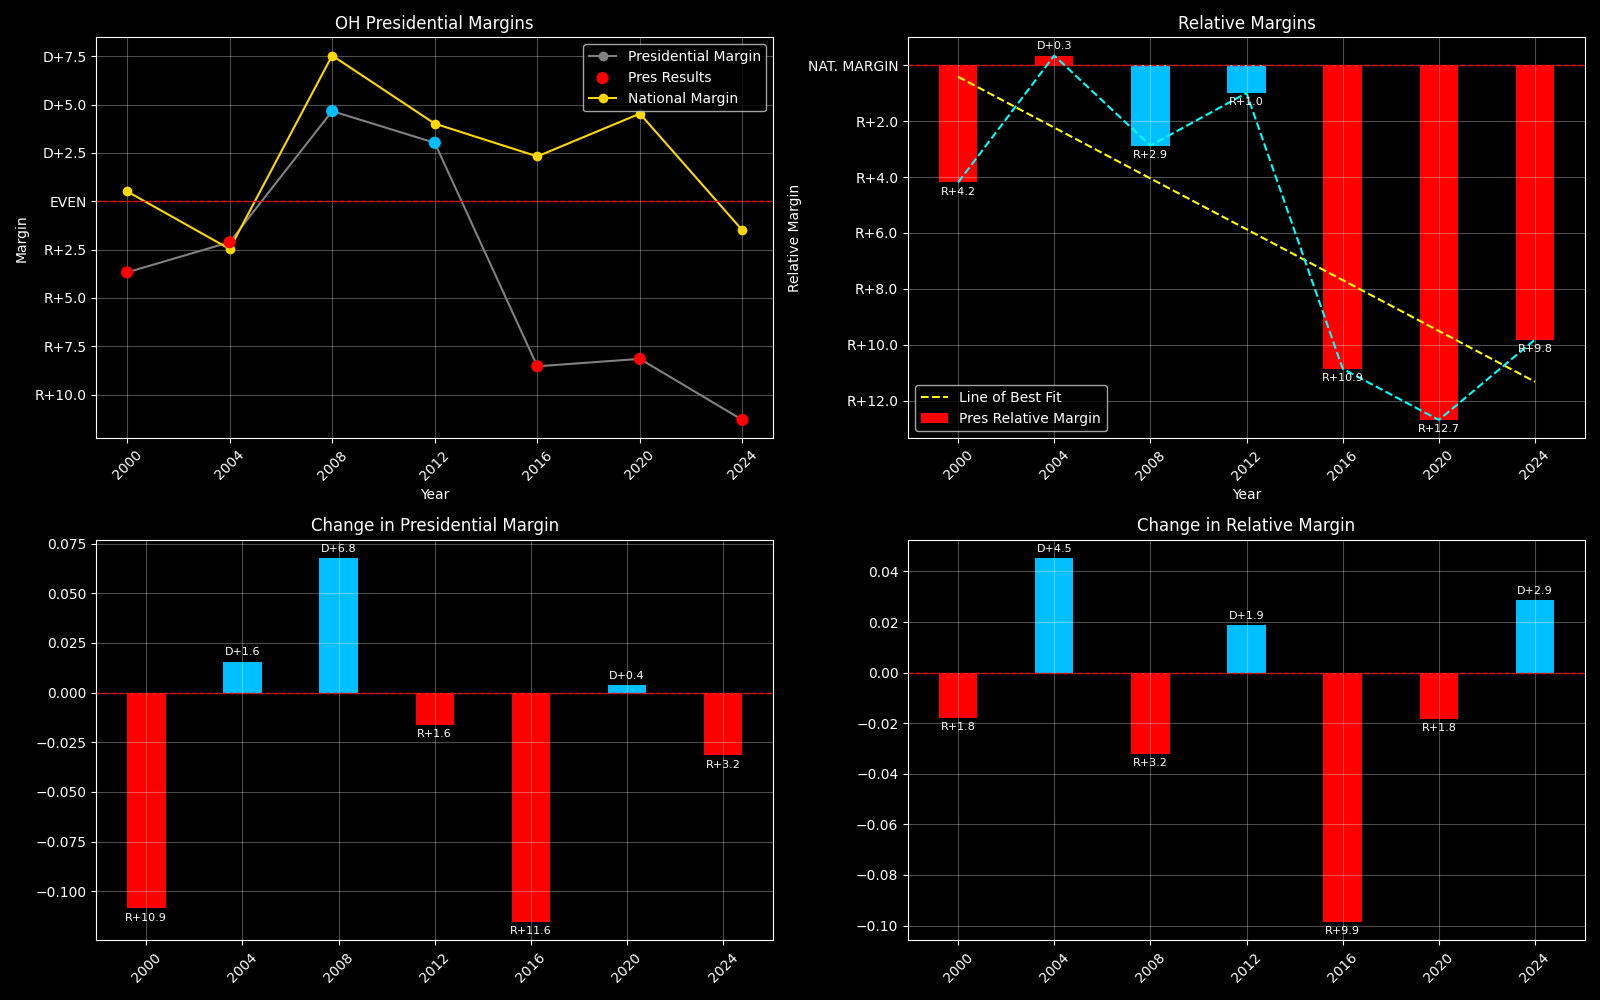 OH Presidential Margins
D+7.5
D+5.0
D+2.5
EVEN
R+2.5
R+5.0
R+7.5
R+10.0
Margin
Presidential Margin
Pres Results
National Margin
2000
2004
2008
2012
2016
2020
2024
Year
Relative Margins
NAT. MARGIN
R+2.0
R+4.0
R+6.0
R+8.0
R+10.0
R+12.0
Relative Margin
R+4.2
D+0.3
R+2.9
R+1.0
R+10.9
R+12.7
R+9.8
Line of Best Fit
Pres Relative Margin
2000
2004
2008
2012
2016
2020
2024
Year
Change in Presidential Margin
0.075
0.050
0.025
0.000
−0.025
−0.050
−0.075
−0.100
R+10.9
D+1.6
D+6.8
R+1.6
R+11.6
D+0.4
R+3.2
2000
2004
2008
2012
2016
2020
2024
Change in Relative Margin
0.04
0.02
0.00
−0.02
−0.04
−0.06
−0.08
−0.10
R+1.8
D+4.5
R+3.2
D+1.9
R+9.9
R+1.8
D+2.9
2000
2004
2008
2012
2016
2020
2024